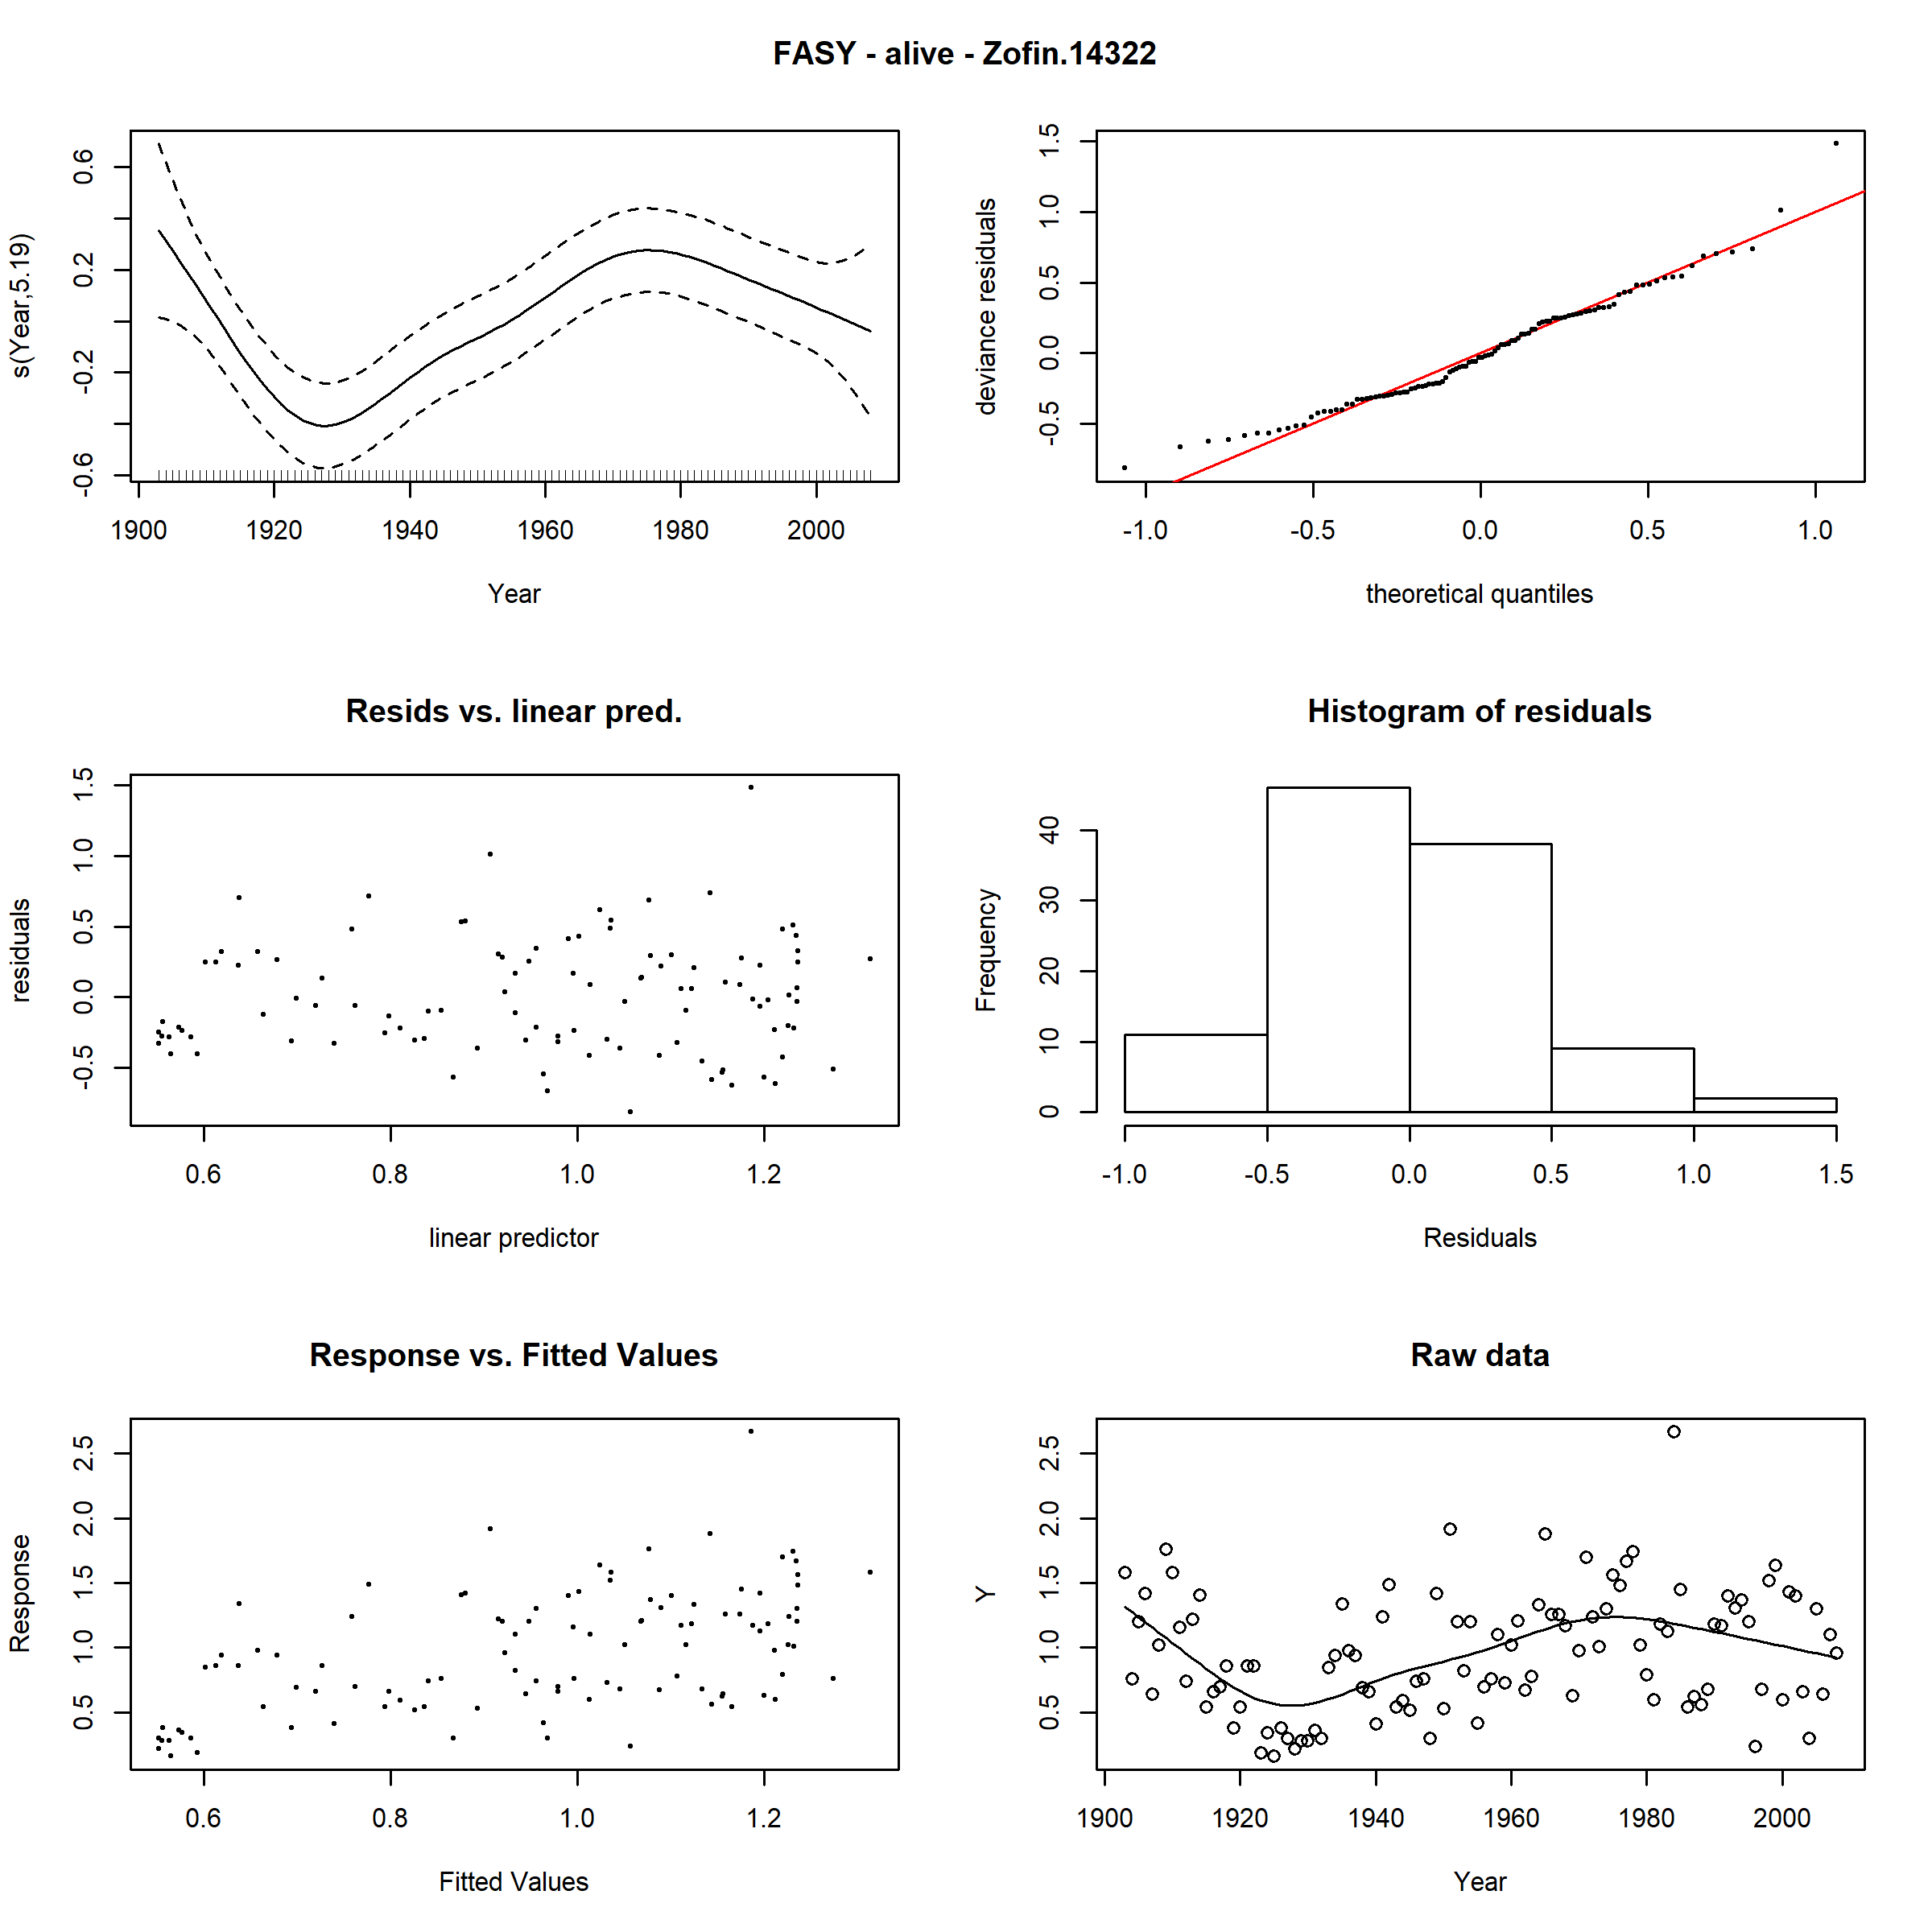 FASY - alive - Zofin.14322
s(Year,5.19)
-0.6 -0.2 0.2 0.6
1900 1920 1940 1960 1980 2000
Year
deviance residuals
-0.5 0.0 0.5 1.0 1.5
-1.0 -0.5 0.0 0.5 1.0
theoretical quantiles
Resids vs. linear pred.
residuals
-0.5 0.0 0.5 1.0 1.5
0.6 0.8 1.0 1.2
linear predictor
Histogram of residuals
Frequency
0 10 20 30 40
-1.0 -0.5 0.0 0.5 1.0 1.5
Residuals
Response vs. Fitted Values
Response
0.5 1.0 1.5 2.0 2.5
0.6 0.8 1.0 1.2
Fitted Values
Raw data
Y
0.5 1.0 1.5 2.0 2.5
1900 1920 1940 1960 1980 2000
Year